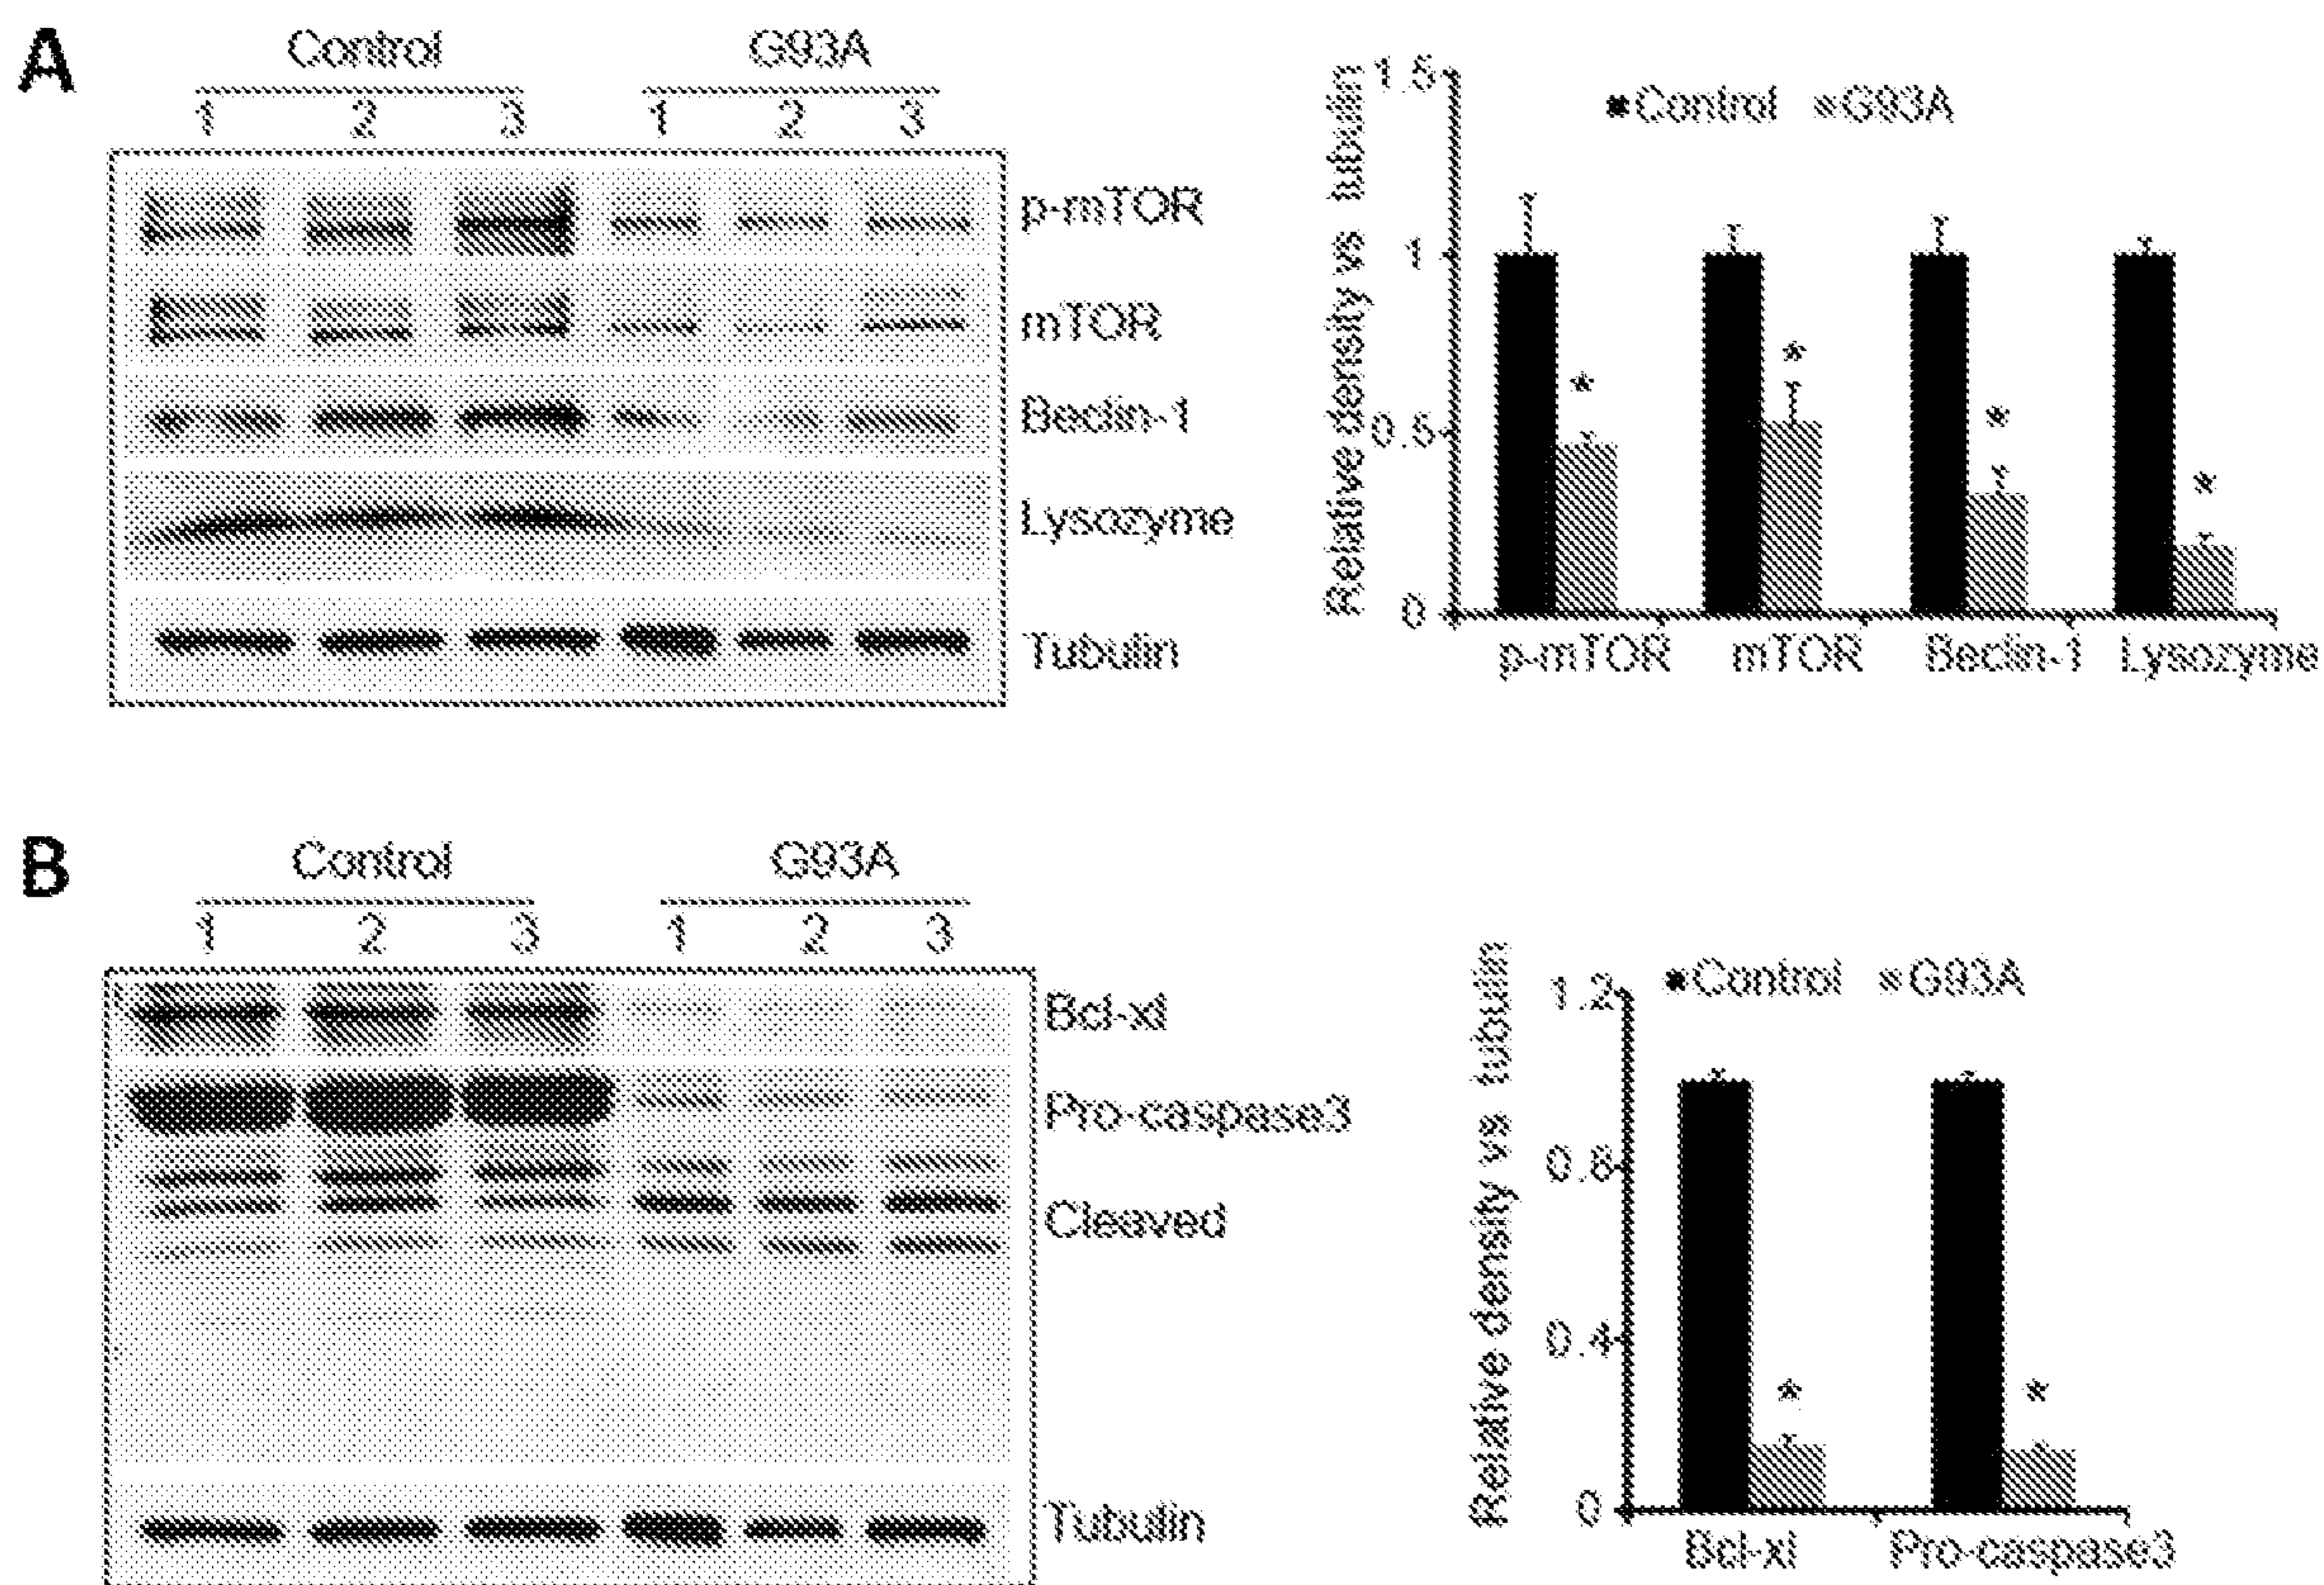 A
Control G93A
1 2 3 1 2 3
p-mTOR
mTOR
Beclin-1
Lysozyme
Tubulin
Relative density vs tubulin
1.5
1
0.5
0
Control G93A
*
*
*
*
p-mTOR mTOR Beclin-1 Lysozyme
B
Control G93A
1 2 3 1 2 3
Bcl-xl
Pro-caspase3
Cleaved
Tubulin
Relative density vs tubulin
1.2
0.8
0.4
0
Control G93A
*
*
Bcl-xl Pro-caspase3